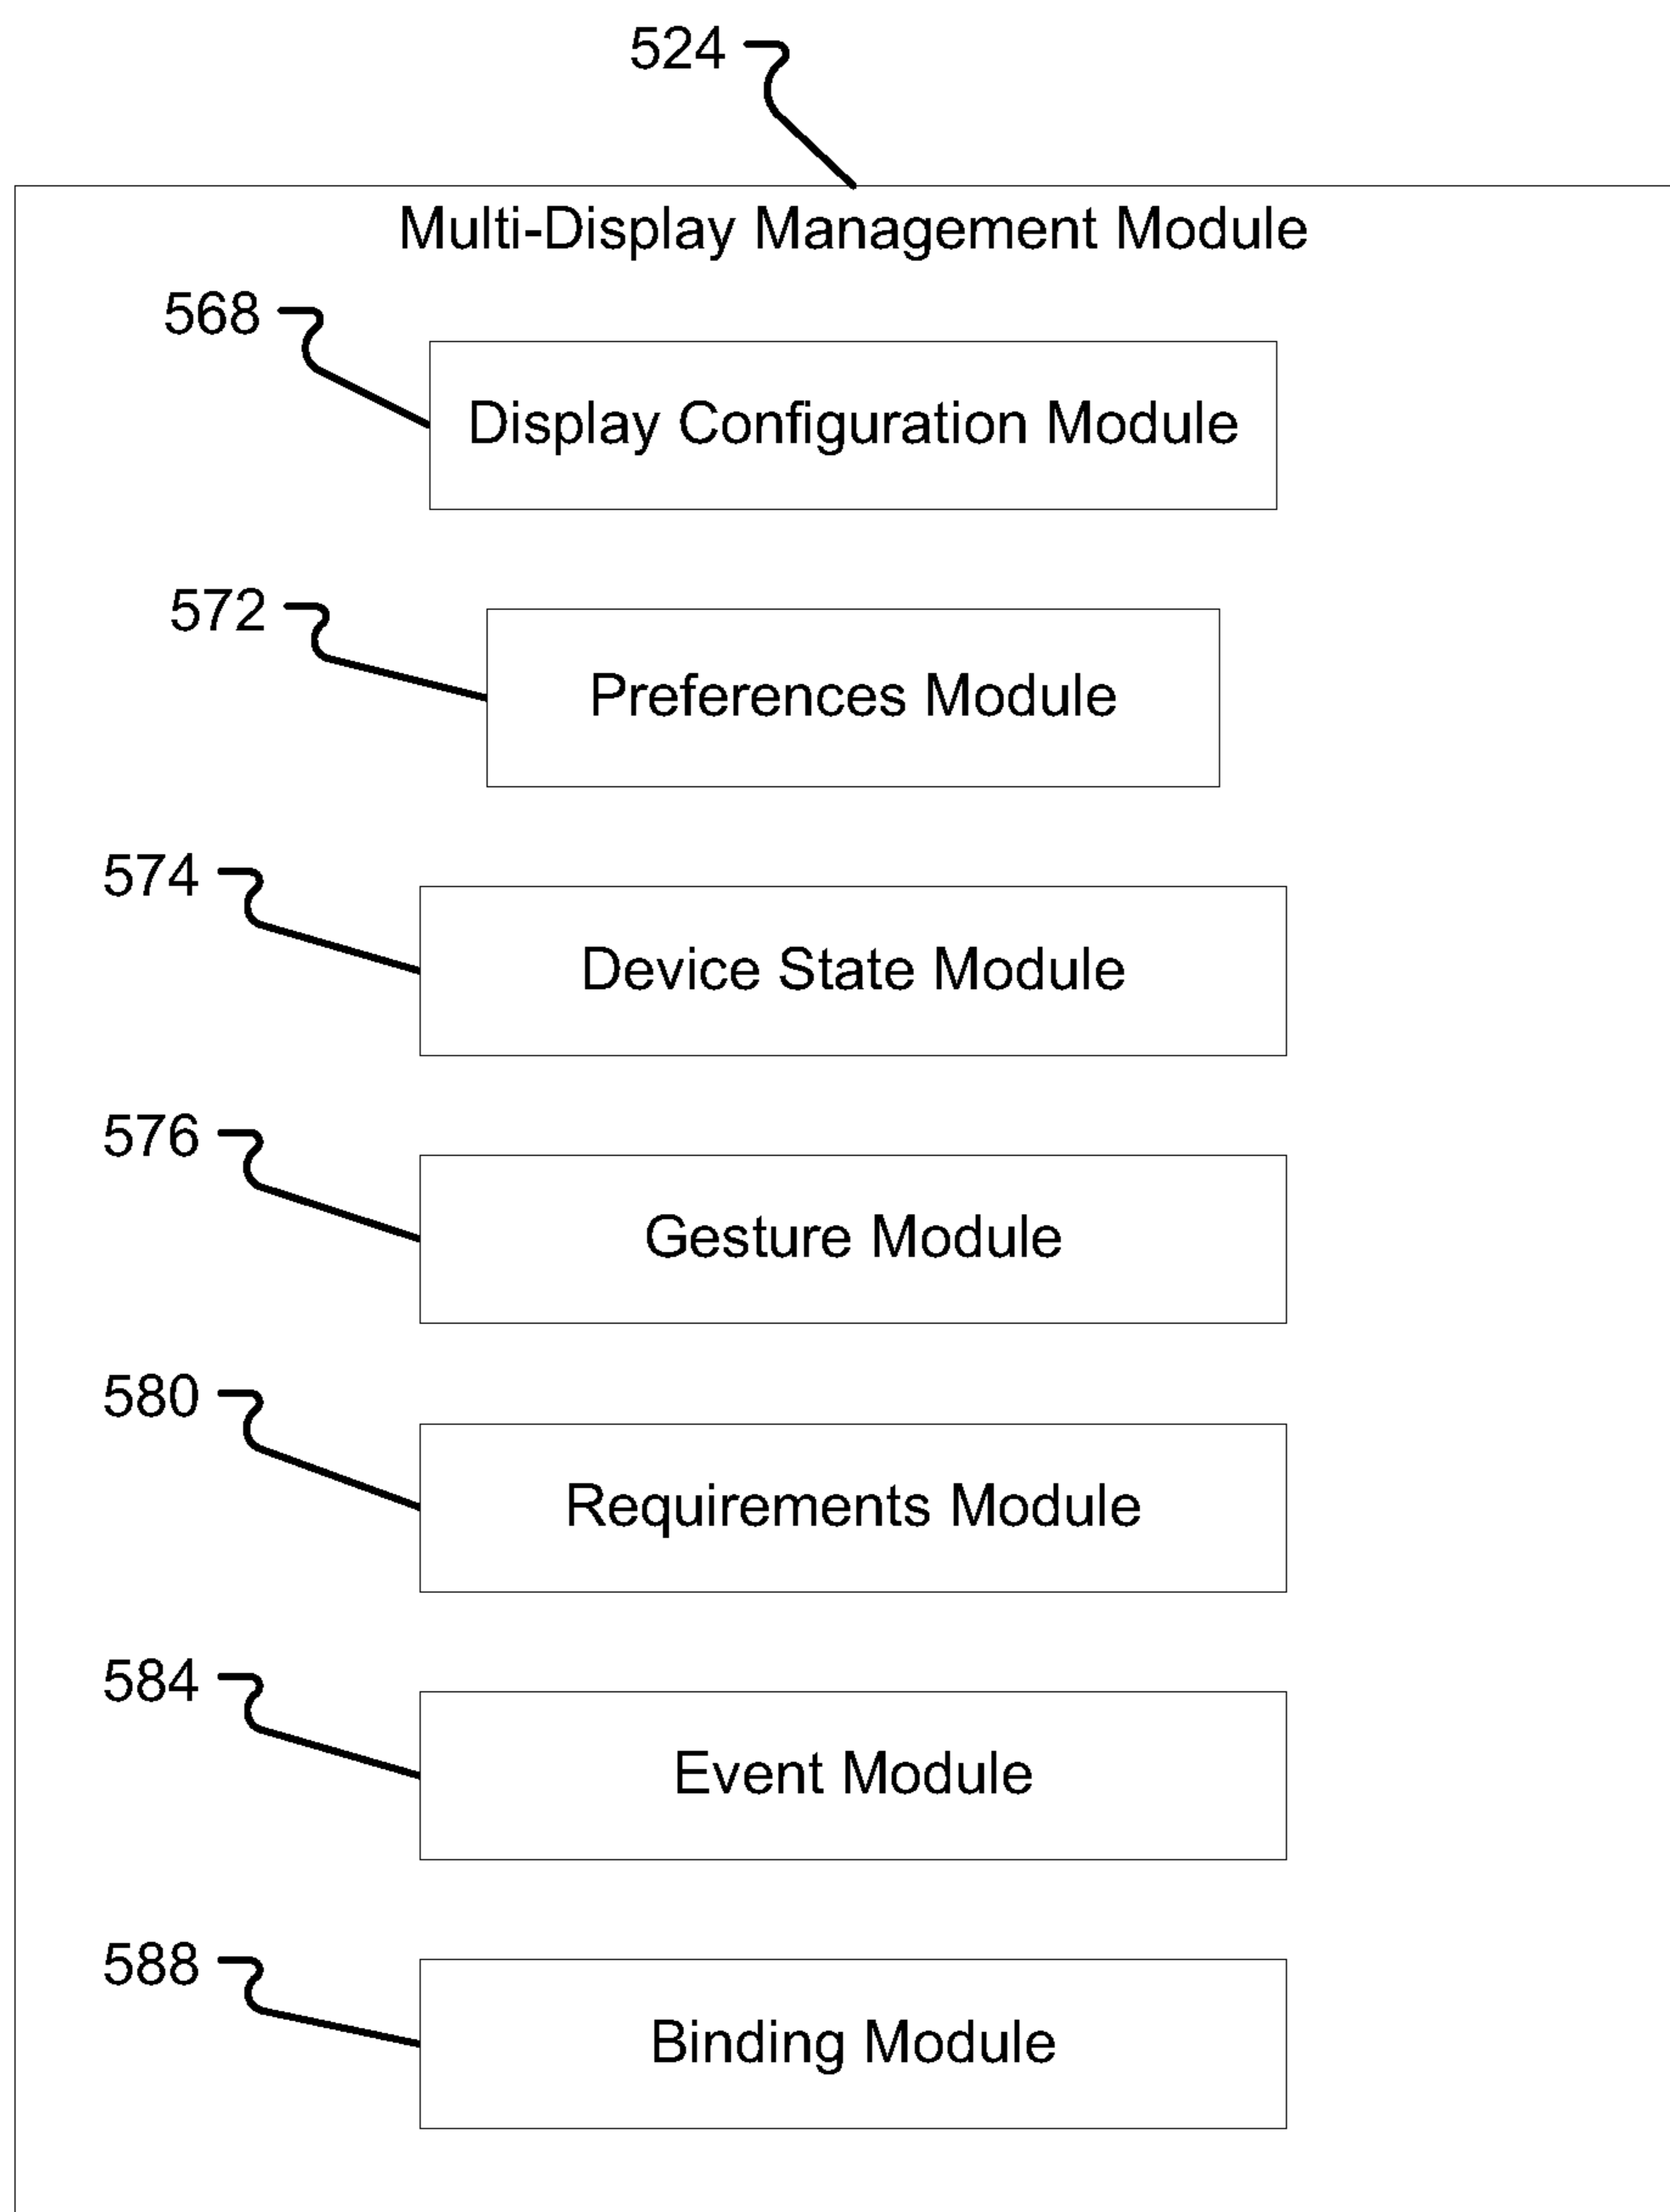 524
Multi-Display Management Module
568
Display Configuration Module
572
Preferences Module
574
Device State Module
576
Gesture Module
580
Requirements Module
584
Event Module
588
Binding Module